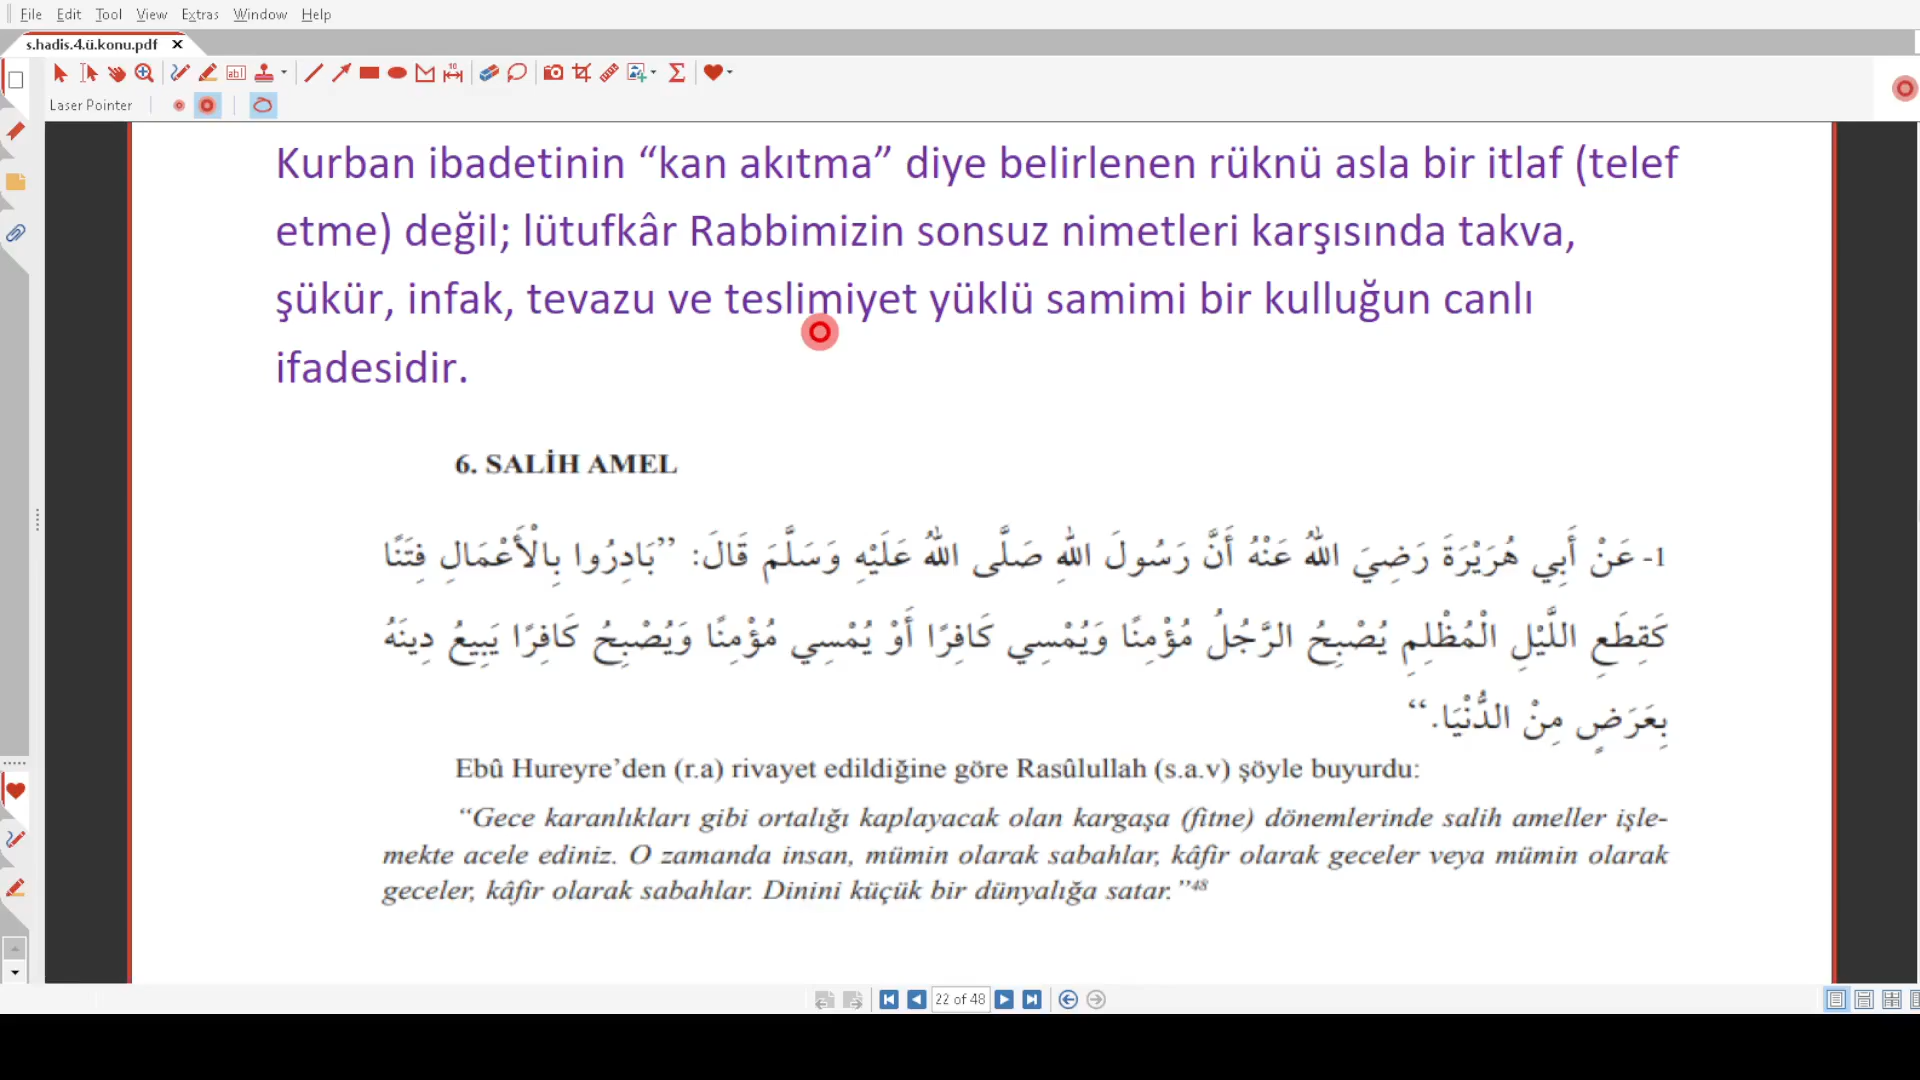 File Edit Tool View Extras Window Help
s.hadis.4.ü.konu.pdf
Laser Pointer
Kurban ibadetinin “kan akıtma” diye belirlenen rüknü asla bir itlaf (telef
etme) değil; lütufkâr Rabbimizin sonsuz nimetleri karşısında takva,
şükür, infak, tevazu ve teslimiyet yüklü samimi bir kulluğun canlı
ifadesidir.
6. SALİH AMEL
1- عَنْ أَبِي هُرَيْرَةَ رَضِيَ اللهُ عَنْهُ أَنَّ رَسُولَ اللهِ صَلَّى اللهُ عَلَيْهِ وَسَلَّمَ قَالَ: ”بَادِرُوا بِالْأَعْمَالِ فِتَنًا
كَقِطَعِ اللَّيْلِ الْمُظْلِمِ يُصْبِحُ الرَّجُلُ مُؤْمِنًا وَيُمْسِي كَافِرًا أَوْ يُمْسِي مُؤْمِنًا وَيُصْبِحُ كَافِرًا يَبِيعُ دِينَهُ
بِعَرَضٍ مِنْ الدُّنْيَا.“
Ebû Hureyre’den (r.a) rivayet edildiğine göre Rasûlullah (s.a.v) şöyle buyurdu:
“Gece karanlıkları gibi ortalığı kaplayacak olan kargaşa (fitne) dönemlerinde salih ameller işle-
mekte acele ediniz. O zamanda insan, mümin olarak sabahlar, kâfir olarak geceler veya mümin olarak
geceler, kâfir olarak sabahlar. Dinini küçük bir dünyalığa satar.”48
22 of 48